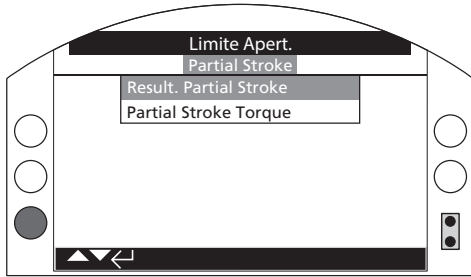 Limite Apert.
Partial Stroke
Result. Partial Stroke
Partial Stroke Torque